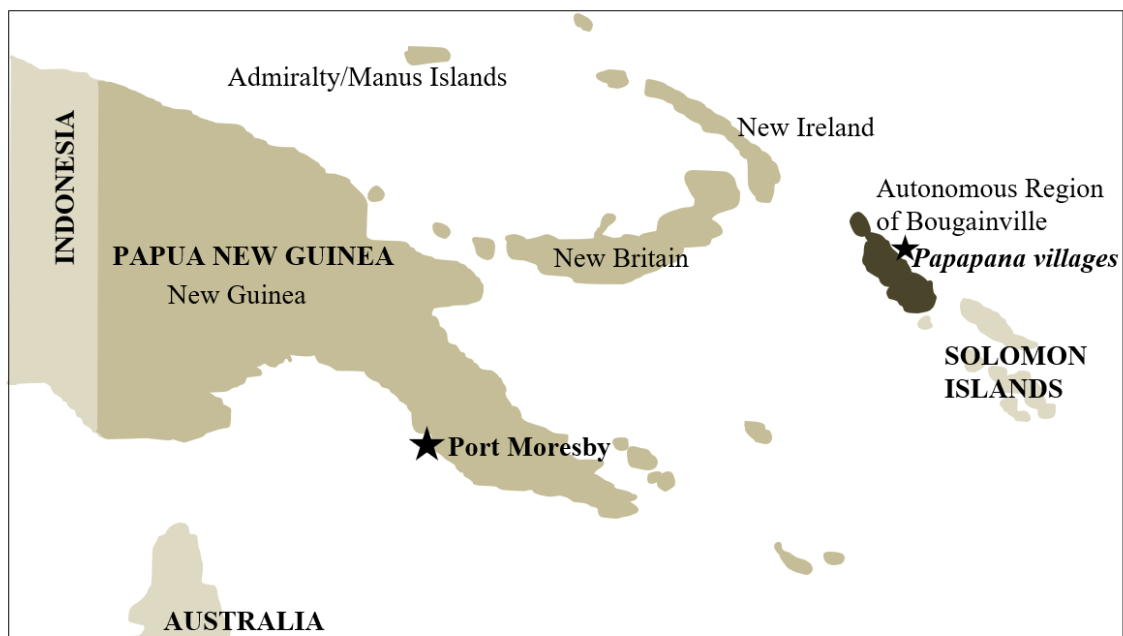 Admiralty/Manus Islands
INDONESIA
New Ireland
Autonomous Region
of Bougainville
PAPUA NEW GUINEA
New Britain
Papapana villages
New Guinea
SOLOMON
ISLANDS
Port Moresby
AUSTRALIA